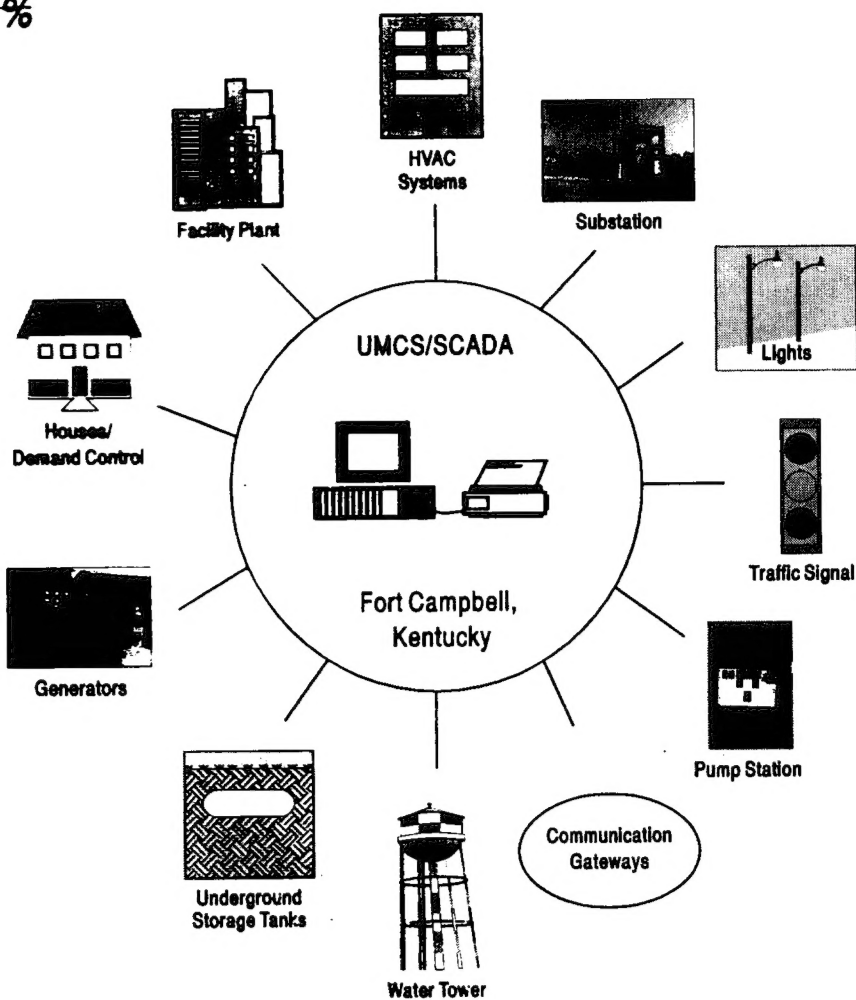 %
HVAC
Systems
Facility Plant
Substation
UMCS/SCADA
Lights
Houses/
Demand Control
Traffic Signal
Fort Campbell,
Kentucky
Generators
Pump Station
Communication
Gateways
Underground
Storage Tanks
Water Tower